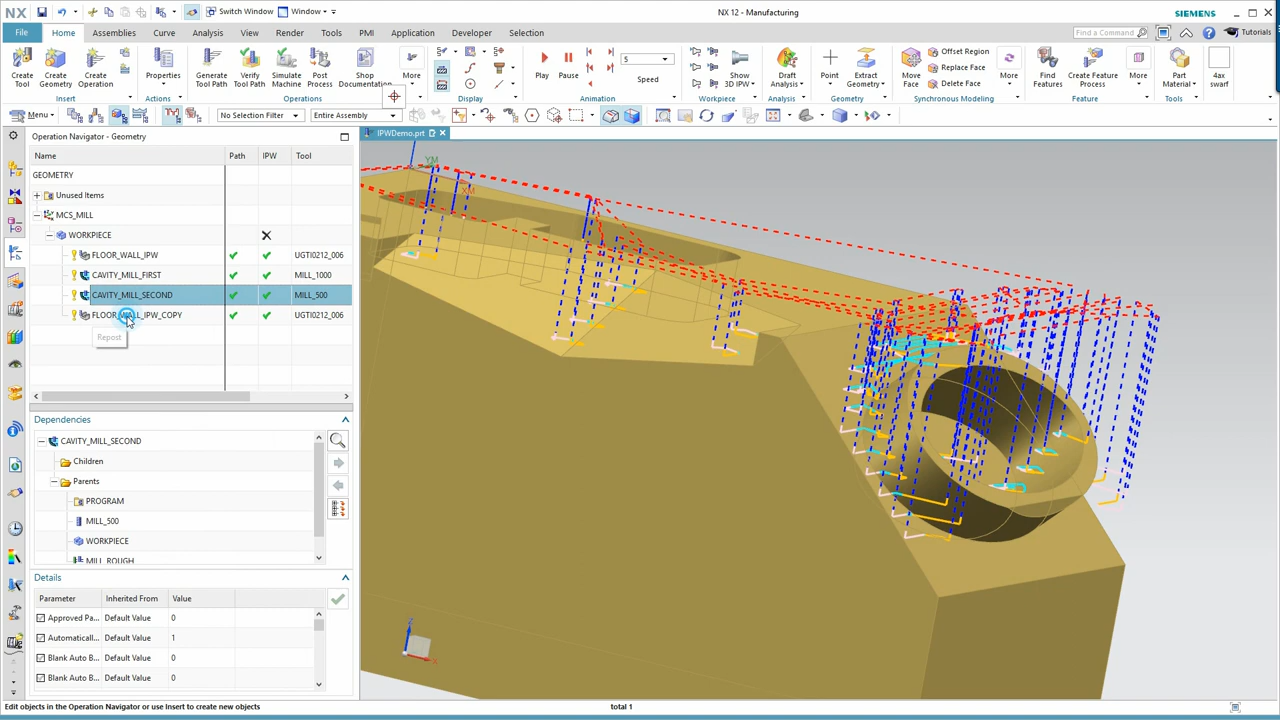 NX
Switch Window
Window
NX 12 - Manufacturing
SIEMENS
File
Home
Assemblies
Curve
Analysis
View
Render
Tools
PMI
Application
Developer
Selection
Find a Command
Tutorials
Create Tool
Create Geometry
Create Operation
Properties
Generate Tool Path
Verify Tool Path
Simulate Machine
Post Process
Shop Documentation
More
Play
Pause
5
Speed
Show 3D IPW
Draft Analysis
Point
Extract Geometry
Move Face
Offset Region
Replace Face
Delete Face
More
Find Features
Create Feature Process
More
Part Material
4ax swarf
Insert
Actions
Operations
Display
Animation
Workpiece
Analysis
Geometry
Synchronous Modeling
Feature
Tools
Menu
No Selection Filter
Entire Assembly
Operation Navigator - Geometry
IPWDemo.prt
Name
Path
IPW
Tool
GEOMETRY
Unused Items
MCS_MILL
WORKPIECE
FLOOR_WALL_IPW
UGTI0212_006
CAVITY_MILL_FIRST
MILL_1000
CAVITY_MILL_SECOND
MILL_500
FLOOR_WALL_IPW_COPY
UGTI0212_006
Repost
YM
XM
Dependencies
CAVITY_MILL_SECOND
Children
Parents
PROGRAM
MILL_500
WORKPIECE
MILL_ROUGH
Details
Parameter
Inherited From
Value
Approved Pa...
Default Value
0
Automaticall...
Default Value
1
Blank Auto B...
Default Value
0
Blank Auto B...
Default Value
0
Z
X
Edit objects in the Operation Navigator or use Insert to create new objects
total 1